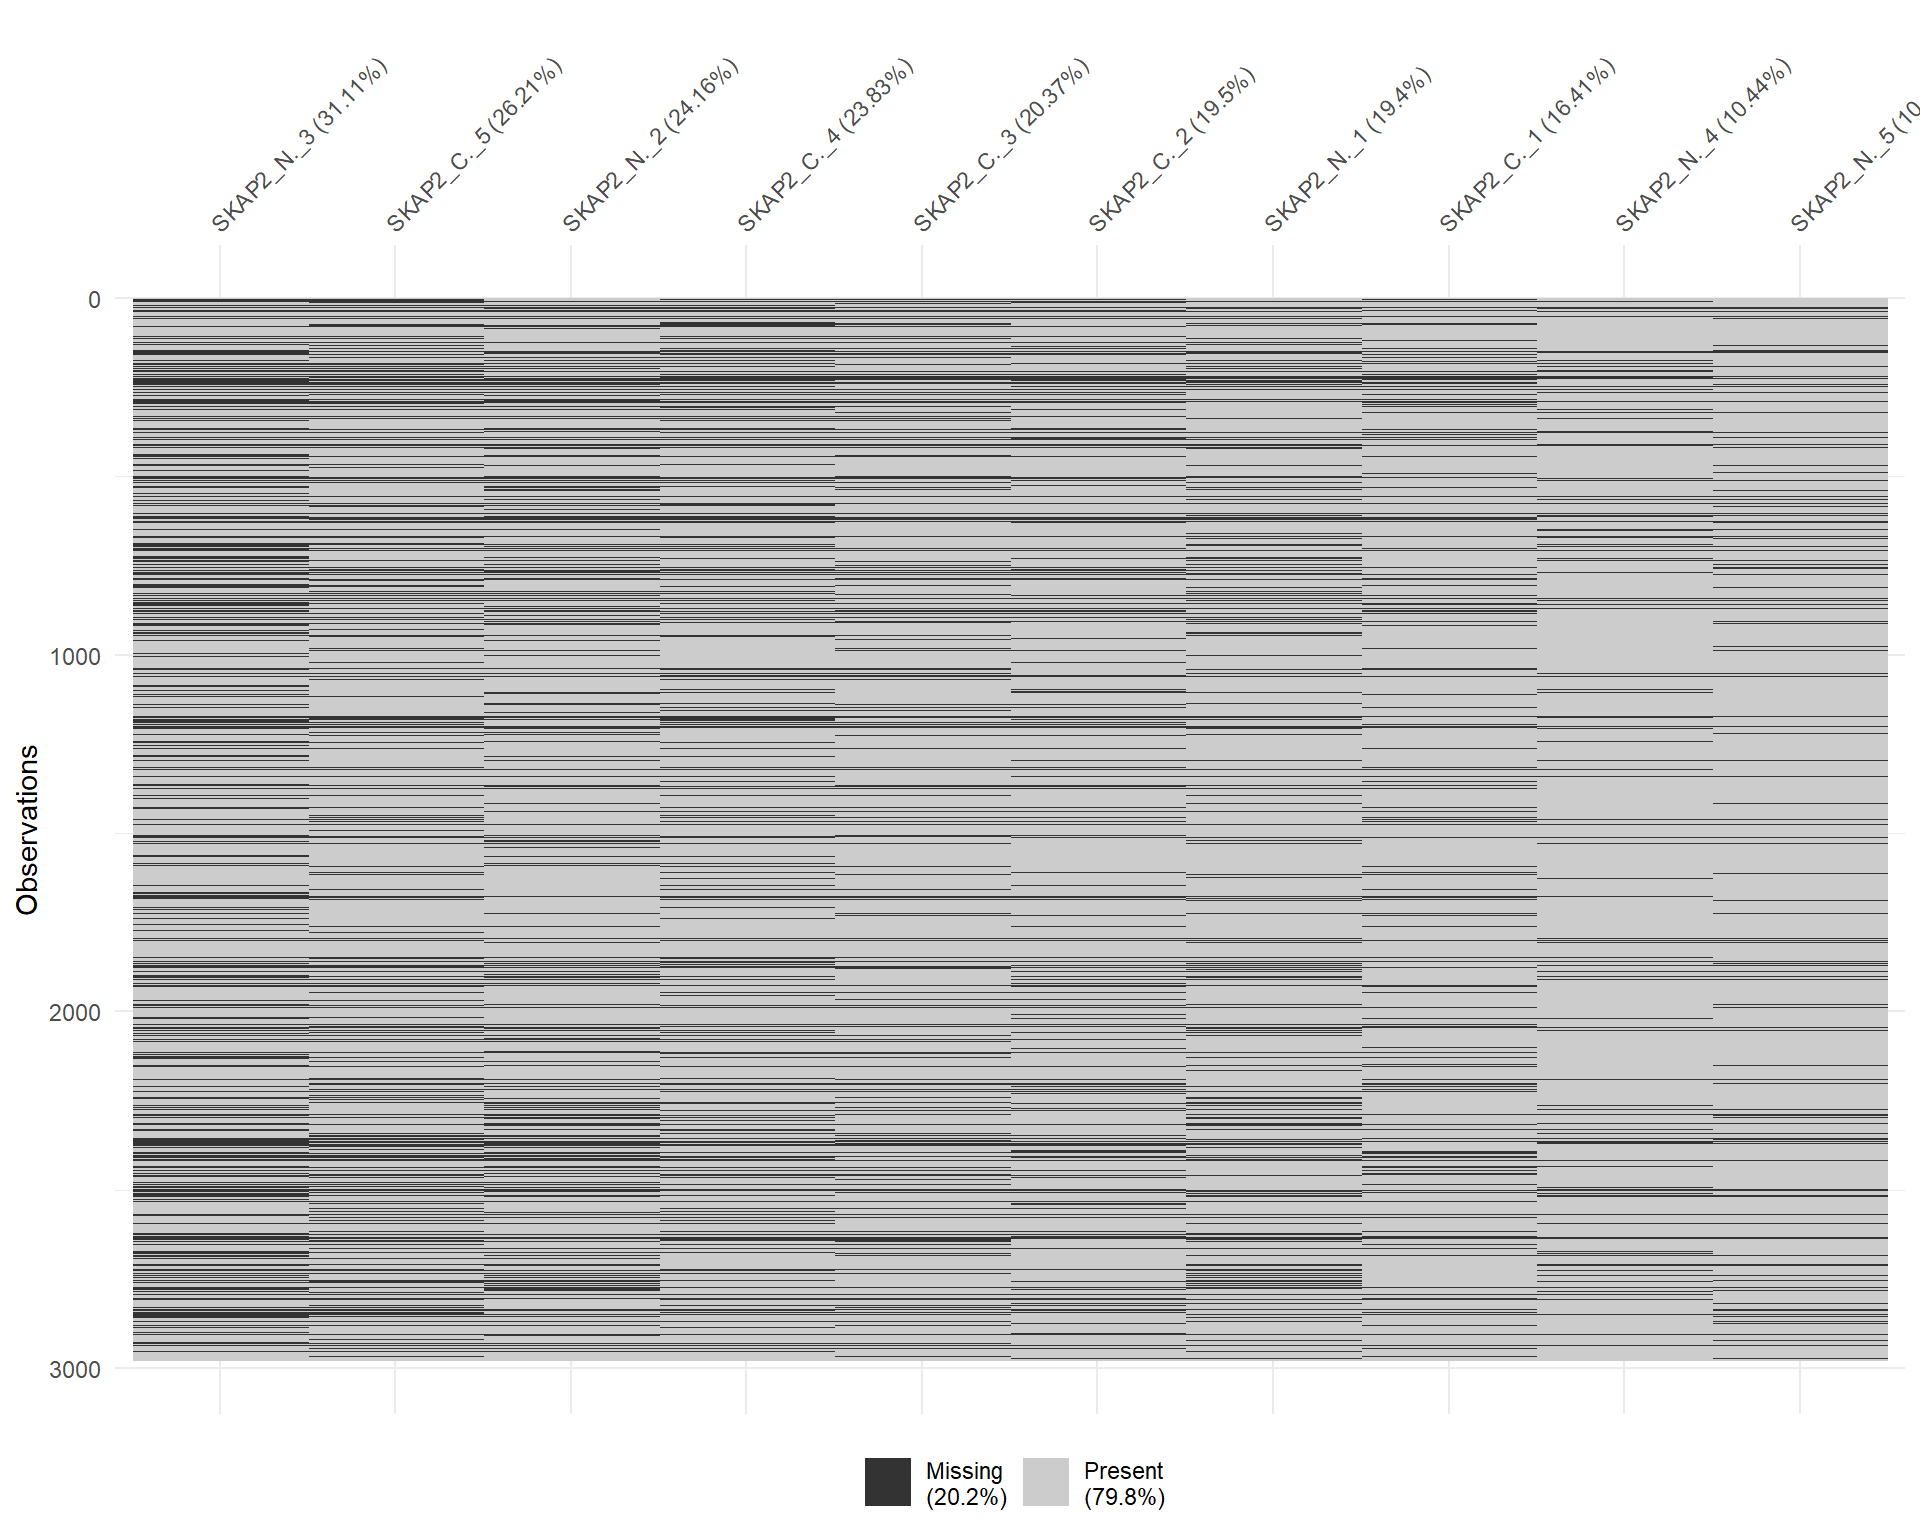 SKAP2_N._3 (31.11%)
SKAP2_C._5 (26.21%)
SKAP2_N._2 (24.16%)
SKAP2_C._4 (23.83%)
SKAP2_C._3 (20.37%)
SKAP2_C._2 (19.5%)
SKAP2_N._1 (19.4%)
SKAP2_C._1 (16.41%)
SKAP2_N._4 (10.44%)
SKAP2_N._5 (10
0
1000
2000
3000
Observations
Missing
(20.2%)
Present
(79.8%)